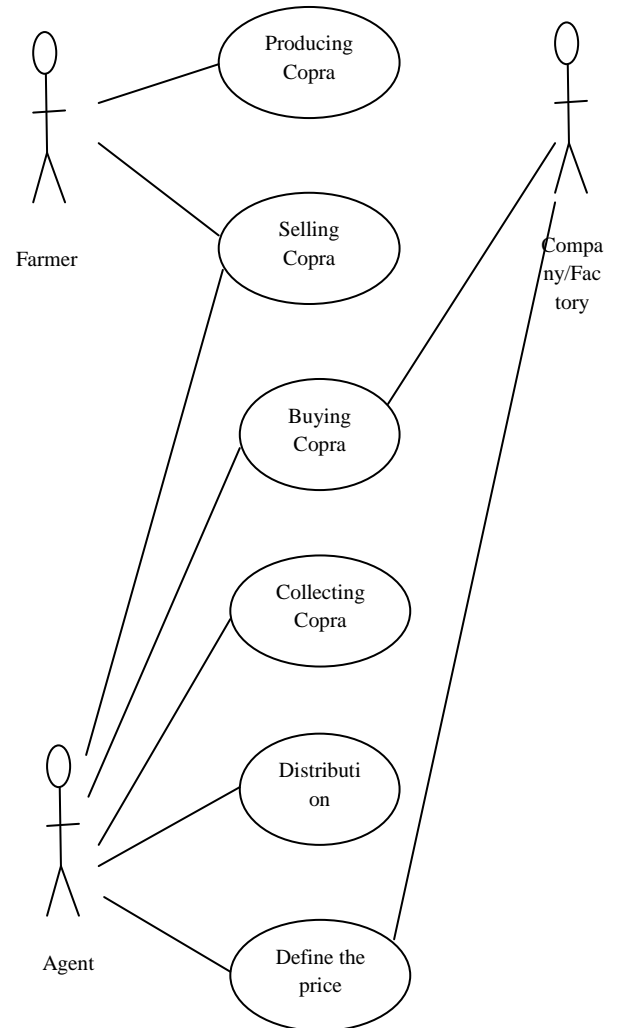 Producing
Copra
Selling
Copra
Farmer
Compa
ny/Fac
tory
Buying
Copra
Collecting
Copra
Distributi
on
Define the
price
Agent